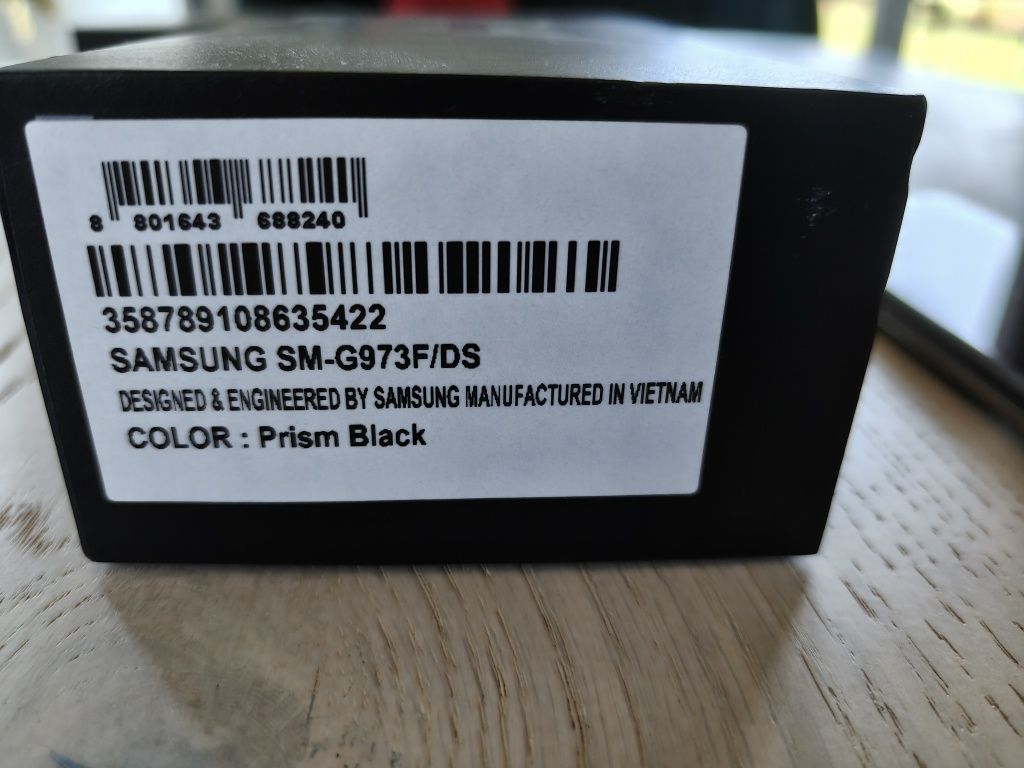 8 801643 688240
358789108635422
SAMSUNG SM-G973F/DS
DESIGNED & ENGINEERED BY SAMSUNG MANUFACTURED IN VIETNAM
COLOR : Prism Black